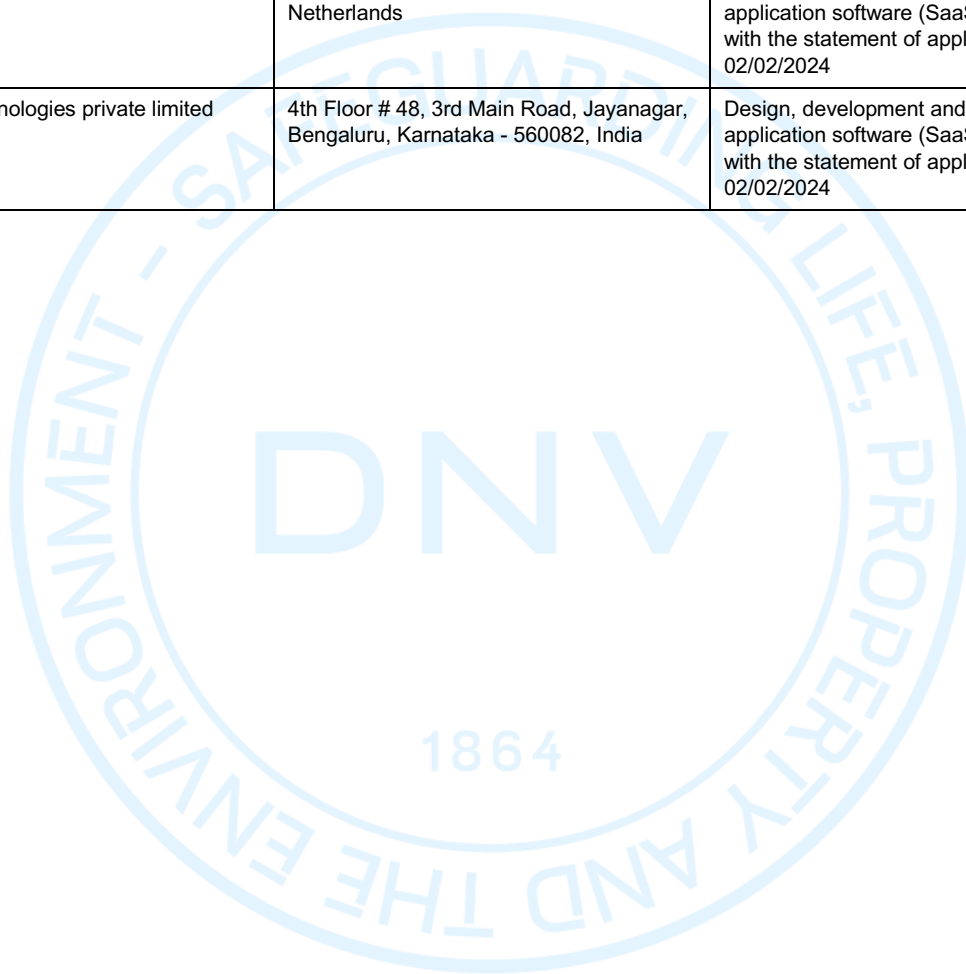 Netherlands
application software (SaaS
with the statement of appl
02/02/2024
nologies private limited
4th Floor # 48, 3rd Main Road, Jayanagar,
Bengaluru, Karnataka - 560082, India
Design, development and
application software (SaaS
with the statement of appl
02/02/2024
SAFEGUARDING LIFE, PROPERTY AND THE ENVIRONMENT -
DNV
1864